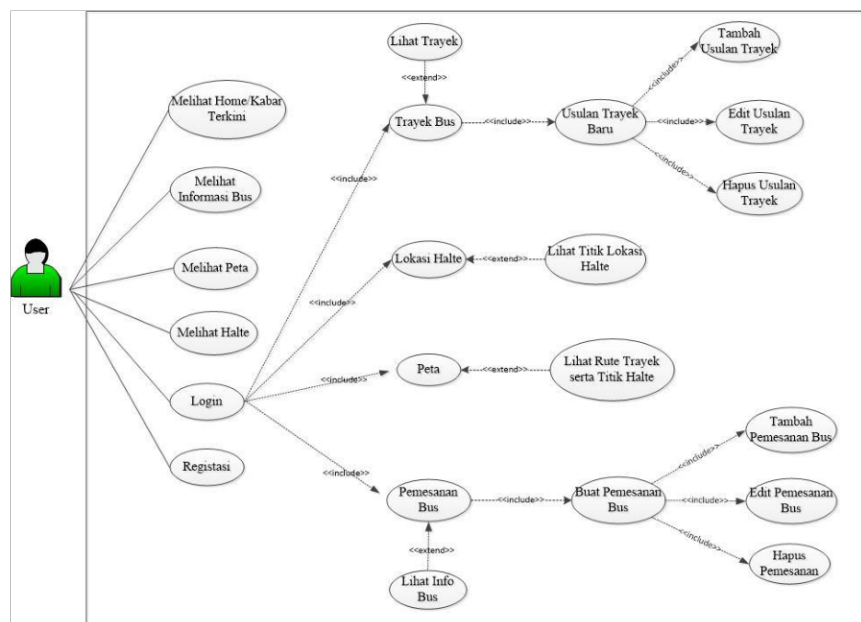 Lihat Trayek
<<extend>>
Trayek Bus
<<include>>
Usulan Trayek
Baru
<<include>>
Tambah
Usulan Trayek
<<include>>
Edit Usulan
Trayek
<<include>>
Hapus Usulan
Trayek
Melihat Home/Kabar
Terkini
Melihat
Informasi Bus
Melihat Peta
Melihat Halte
Login
Registasi
User
<<include>>
Lokasi Halte
<<extend>>
Lihat Titik Lokasi
Halte
<<include>>
Peta
<<extend>>
Lihat Rute Trayek
serta Titik Halte
<<include>>
<<include>>
Pemesanan
Bus
<<extend>>
Lihat Info
Bus
<<include>>
Buat Pemesanan
Bus
<<include>>
Tambah
Pemesanan Bus
<<include>>
Edit Pemesanan
Bus
<<include>>
Hapus
Pemesanan